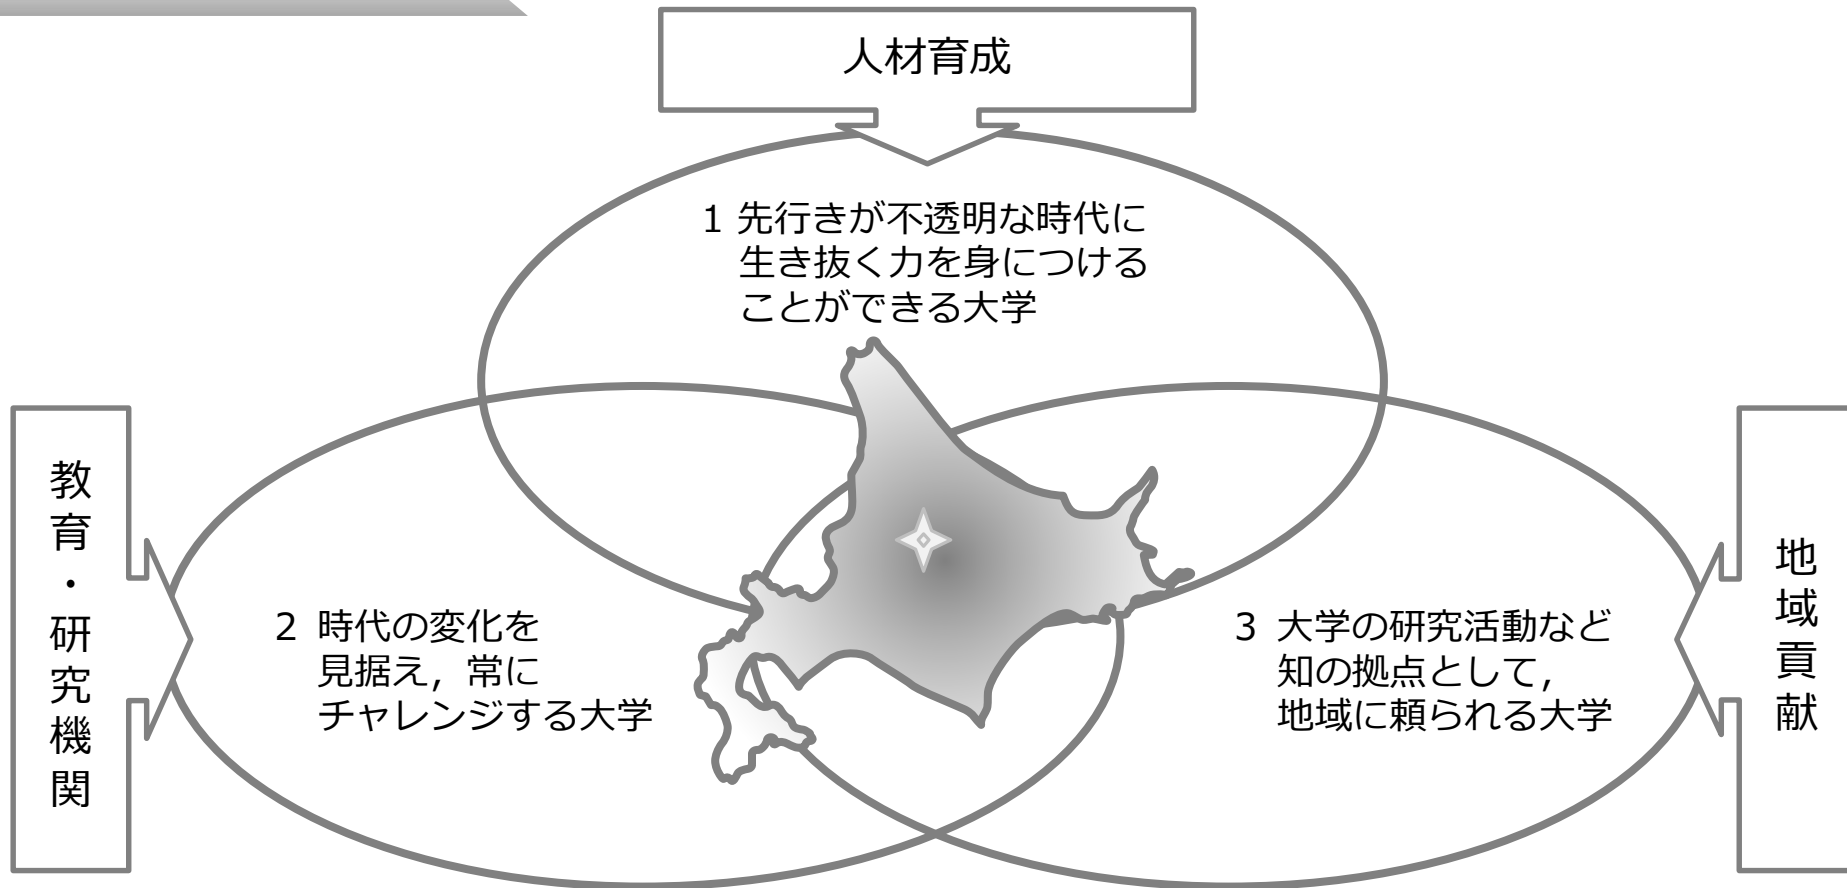 人材育成
1 先行きが不透明な時代に
生き抜く力を身につける
ことができる大学
教育・研究機関
2 時代の変化を
見据え，常に
チャレンジする大学
3 大学の研究活動など
知の拠点として，
地域に頼られる大学
地域貢献